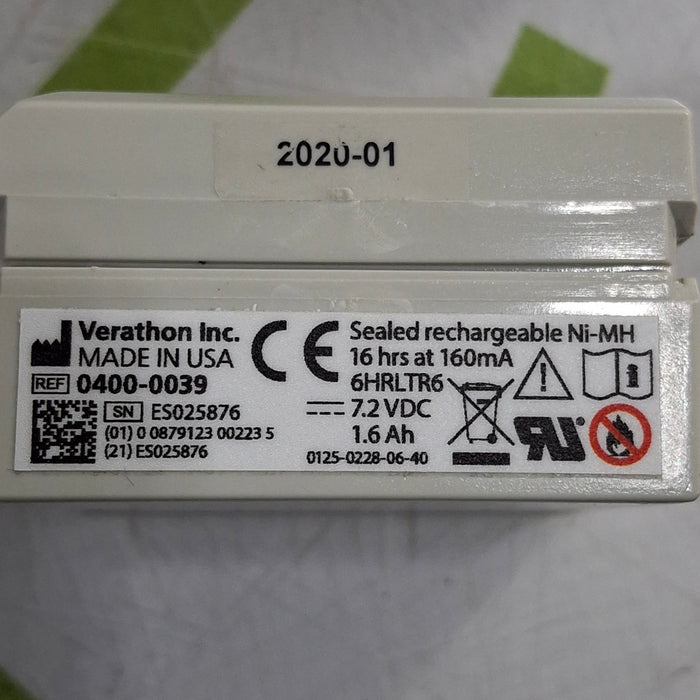 2020-01
Verathon Inc.
MADE IN USA
REF 0400-0039
SN ES025876
(01) 0 0879123 00223 5
(21) ES025876
CE
Sealed rechargeable Ni-MH
16 hrs at 160mA
6HRLTR6
7.2 VDC
1.6 Ah
0125-0228-06-40